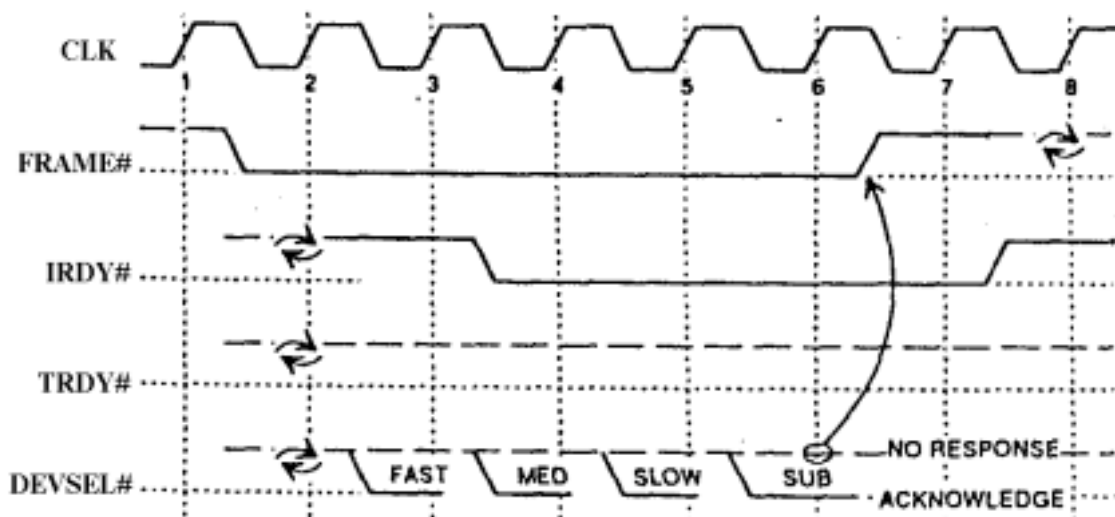 CLK
1 2 3 4 5 6 7 8
FRAME#
IRDY#
TRDY#
NO RESPONSE
FAST MED SLOW SUB
DEVSEL#
ACKNOWLEDGE